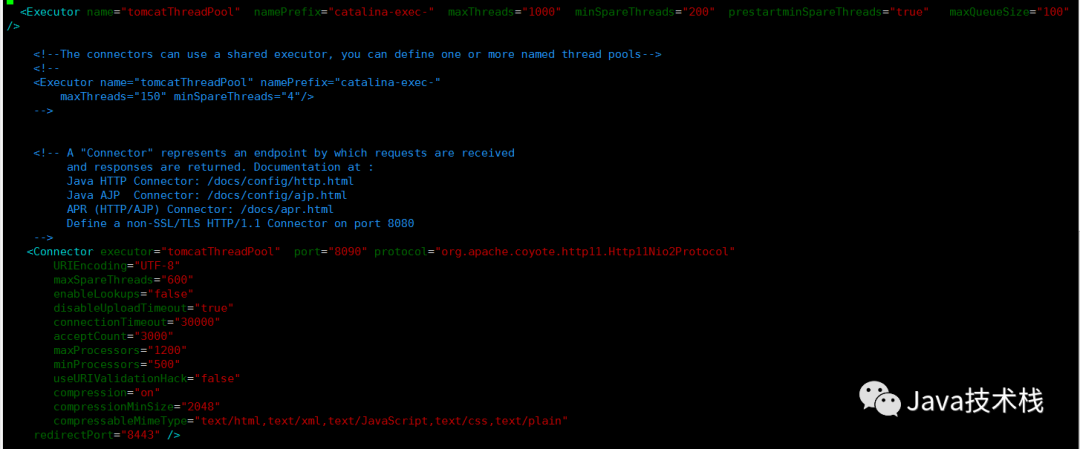 <Executor name="tomcatThreadPool" namePrefix="catalina-exec-" maxThreads="1000" minSpareThreads="200" prestartminSpareThreads="true" maxQueueSize="100"
/>
<!--The connectors can use a shared executor, you can define one or more named thread pools-->
<!--
<Executor name="tomcatThreadPool" namePrefix="catalina-exec-"
maxThreads="150" minSpareThreads="4"/>
-->
<!-- A "Connector" represents an endpoint by which requests are received
and responses are returned. Documentation at :
Java HTTP Connector: /docs/config/http.html
Java AJP  Connector: /docs/config/ajp.html
APR (HTTP/AJP) Connector: /docs/apr.html
Define a non-SSL/TLS HTTP/1.1 Connector on port 8080
-->
<Connector executor="tomcatThreadPool"  port="8090" protocol="org.apache.coyote.http11.Http11Nio2Protocol"
URIEncoding="UTF-8"
maxSpareThreads="600"
enableLookups="false"
disableUploadTimeout="true"
connectionTimeout="30000"
acceptCount="3000"
maxProcessors="1200"
minProcessors="500"
useURIValidationHack="false"
compression="on"
compressionMinSize="2048"
compressableMimeType="text/html,text/xml,text/JavaScript,text/css,text/plain"
redirectPort="8443" />
Java技术栈